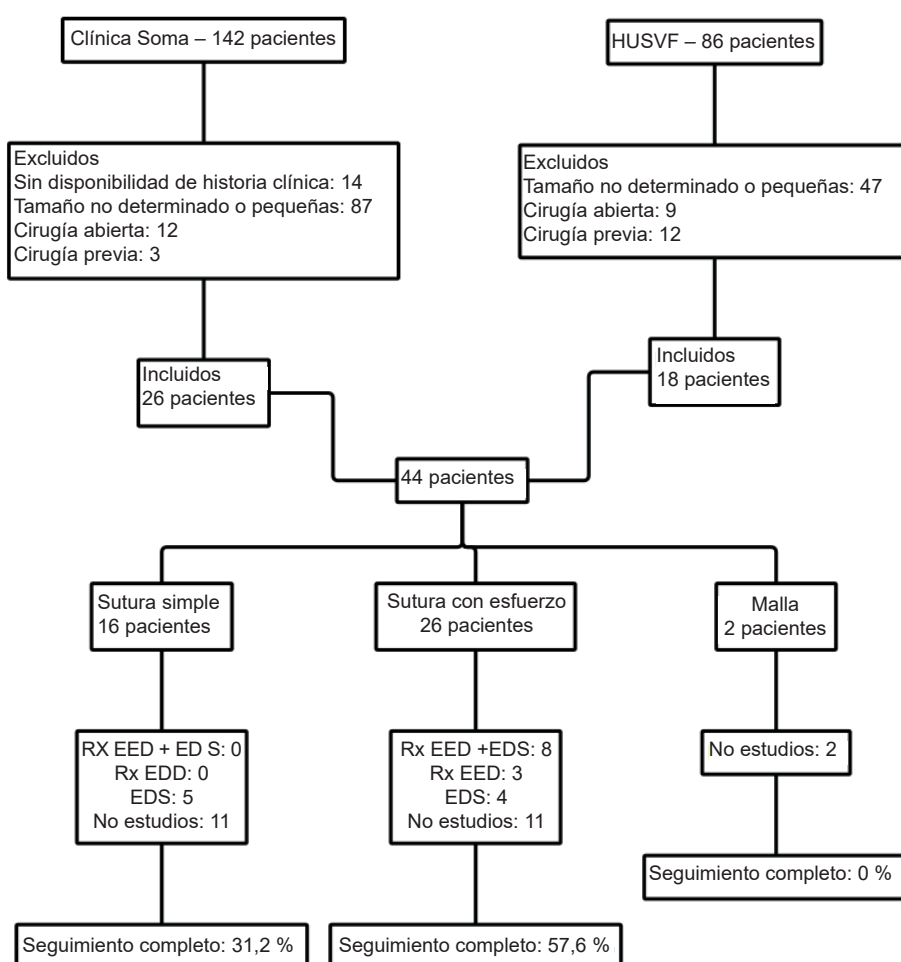 Clínica Soma – 142 pacientes
HUSVF – 86 pacientes
Excluidos
Sin disponibilidad de historia clínica: 14
Tamaño no determinado o pequeñas: 87
Cirugía abierta: 12
Cirugía previa: 3
Excluidos
Tamaño no determinado o pequeñas: 47
Cirugía abierta: 9
Cirugía previa: 12
Incluidos
26 pacientes
Incluidos
18 pacientes
44 pacientes
Sutura simple
16 pacientes
Sutura con esfuerzo
26 pacientes
Malla
2 pacientes
RX EED + ED S: 0
Rx EDD: 0
EDS: 5
No estudios: 11
Rx EED +EDS: 8
Rx EED: 3
EDS: 4
No estudios: 11
No estudios: 2
Seguimiento completo: 0 %
Seguimiento completo: 31,2 %
Seguimiento completo: 57,6 %